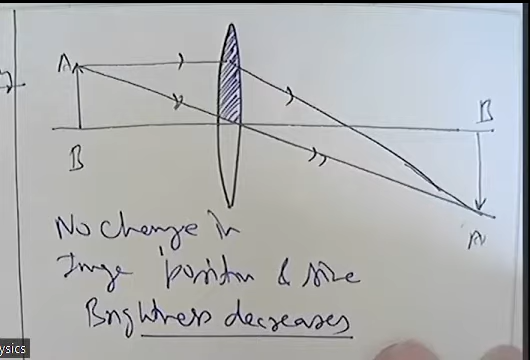 A
B
B
A'
No change in
Image position & size
Brightness decreases
ysics